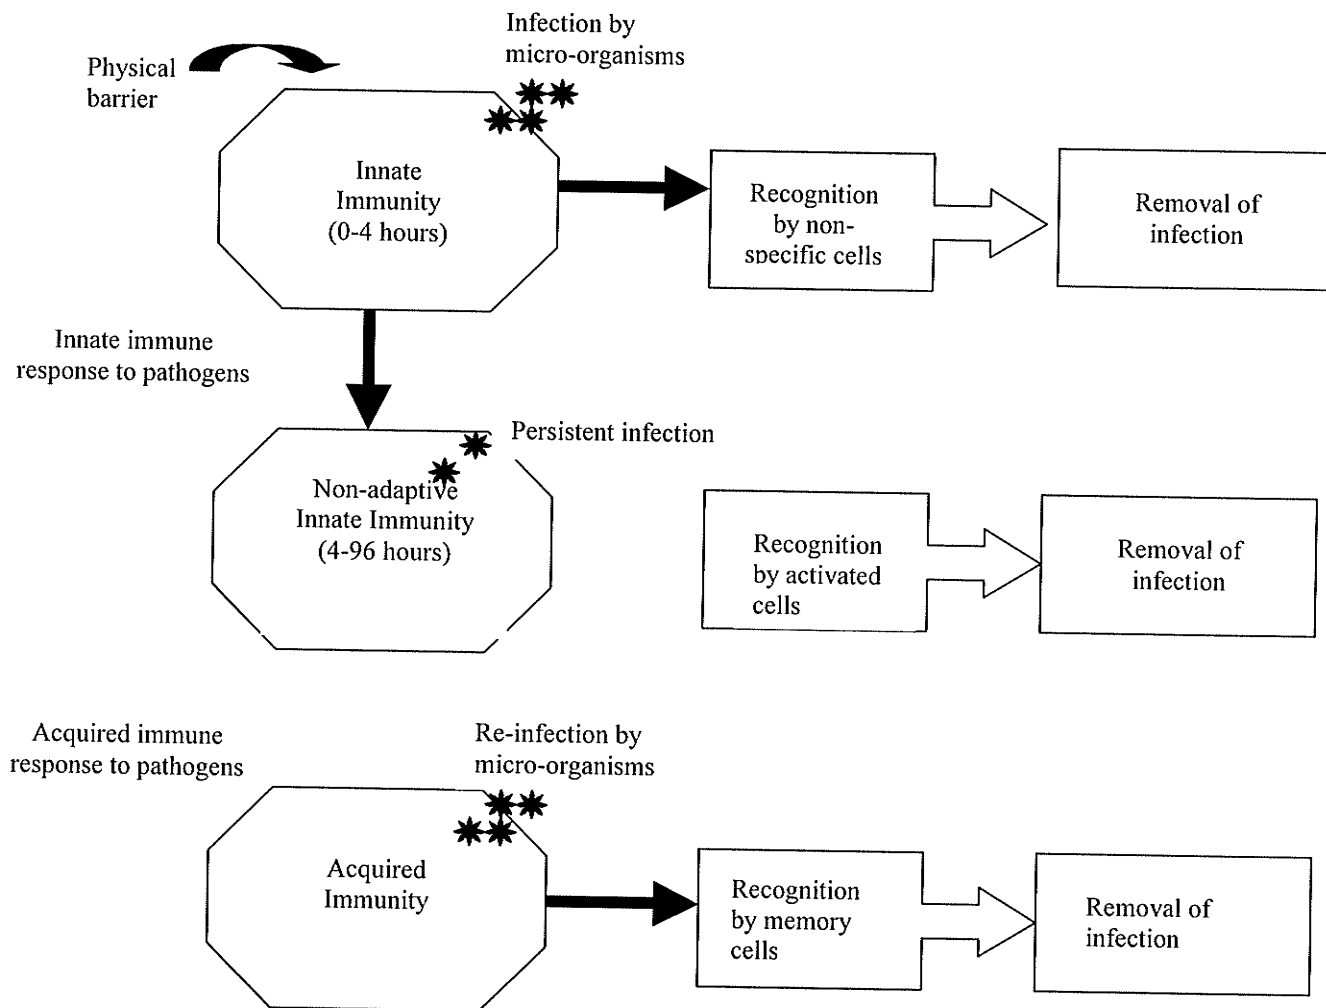 Infection by
micro-organisms
Physical
barrier
Innate
Immunity
(0-4 hours)
Recognition
by non-
specific cells
Removal of
infection
Innate immune
response to pathogens
Persistent infection
Non-adaptive
Innate Immunity
(4-96 hours)
Recognition
by activated
cells
Removal of
infection
Acquired immune
response to pathogens
Re-infection by
micro-organisms
Acquired
Immunity
Recognition
by memory
cells
Removal of
infection